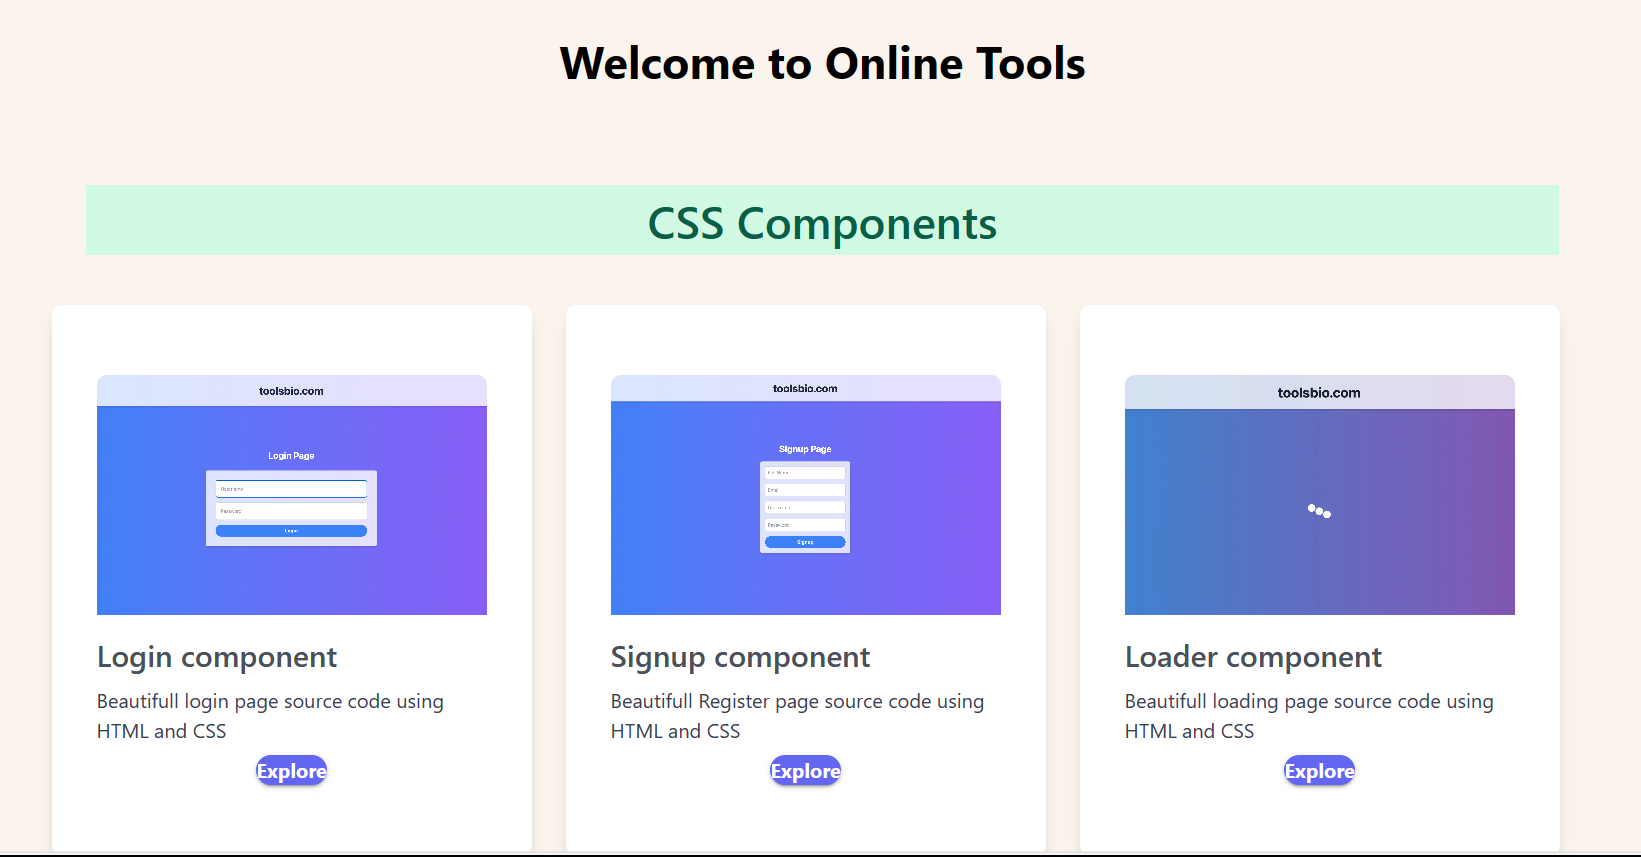 Welcome to Online Tools
CSS Components
toolsbio.com
Login Page
Username
Password
Login
Login component
Beautifull login page source code using
HTML and CSS
Explore
toolsbio.com
Signup Page
Email
Password
Signup
Signup component
Beautifull Register page source code using
HTML and CSS
Explore
toolsbio.com
Loader component
Beautifull loading page source code using
HTML and CSS
Explore